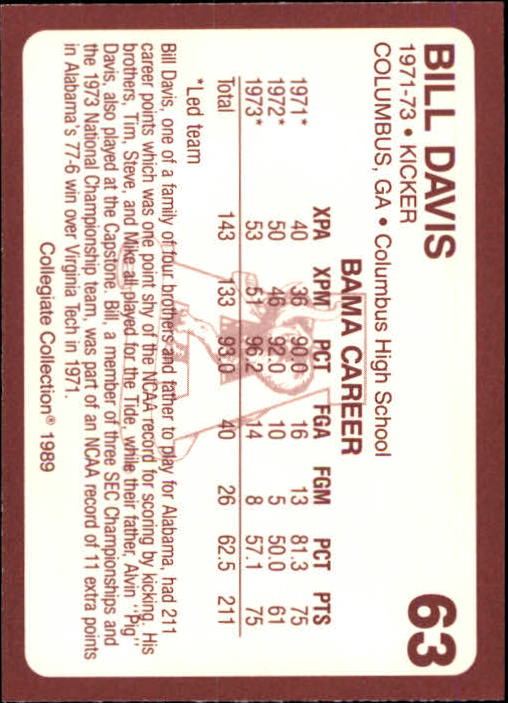 BILL DAVIS 63
1971-73 • KICKER
COLUMBUS, GA • Columbus High School
BAMA CAREER
XPA XPM PCT FGA FGM PCT PTS
1971* 40 36 90.0 16 13 81.3 75
1972* 50 46 92.0 10 5 50.0 61
1973* 53 51 96.2 14 8 57.1 75
Total 143 133 93.0 40 26 62.5 211
*Led team
Bill Davis, one of a family of four brothers and father to play for Alabama, had 211
career points which was one point shy of the NCAA record for scoring by kicking. His
brothers, Tim, Steve, and Mike all played for the Tide, while their father, Alvin "Pig"
Davis, also played at the Capstone. Bill, a member of three SEC Championships and
the 1973 National Championship team, was part of an NCAA record of 11 extra points
in Alabama's 77-6 win over Virginia Tech in 1971.
Collegiate Collection® 1989